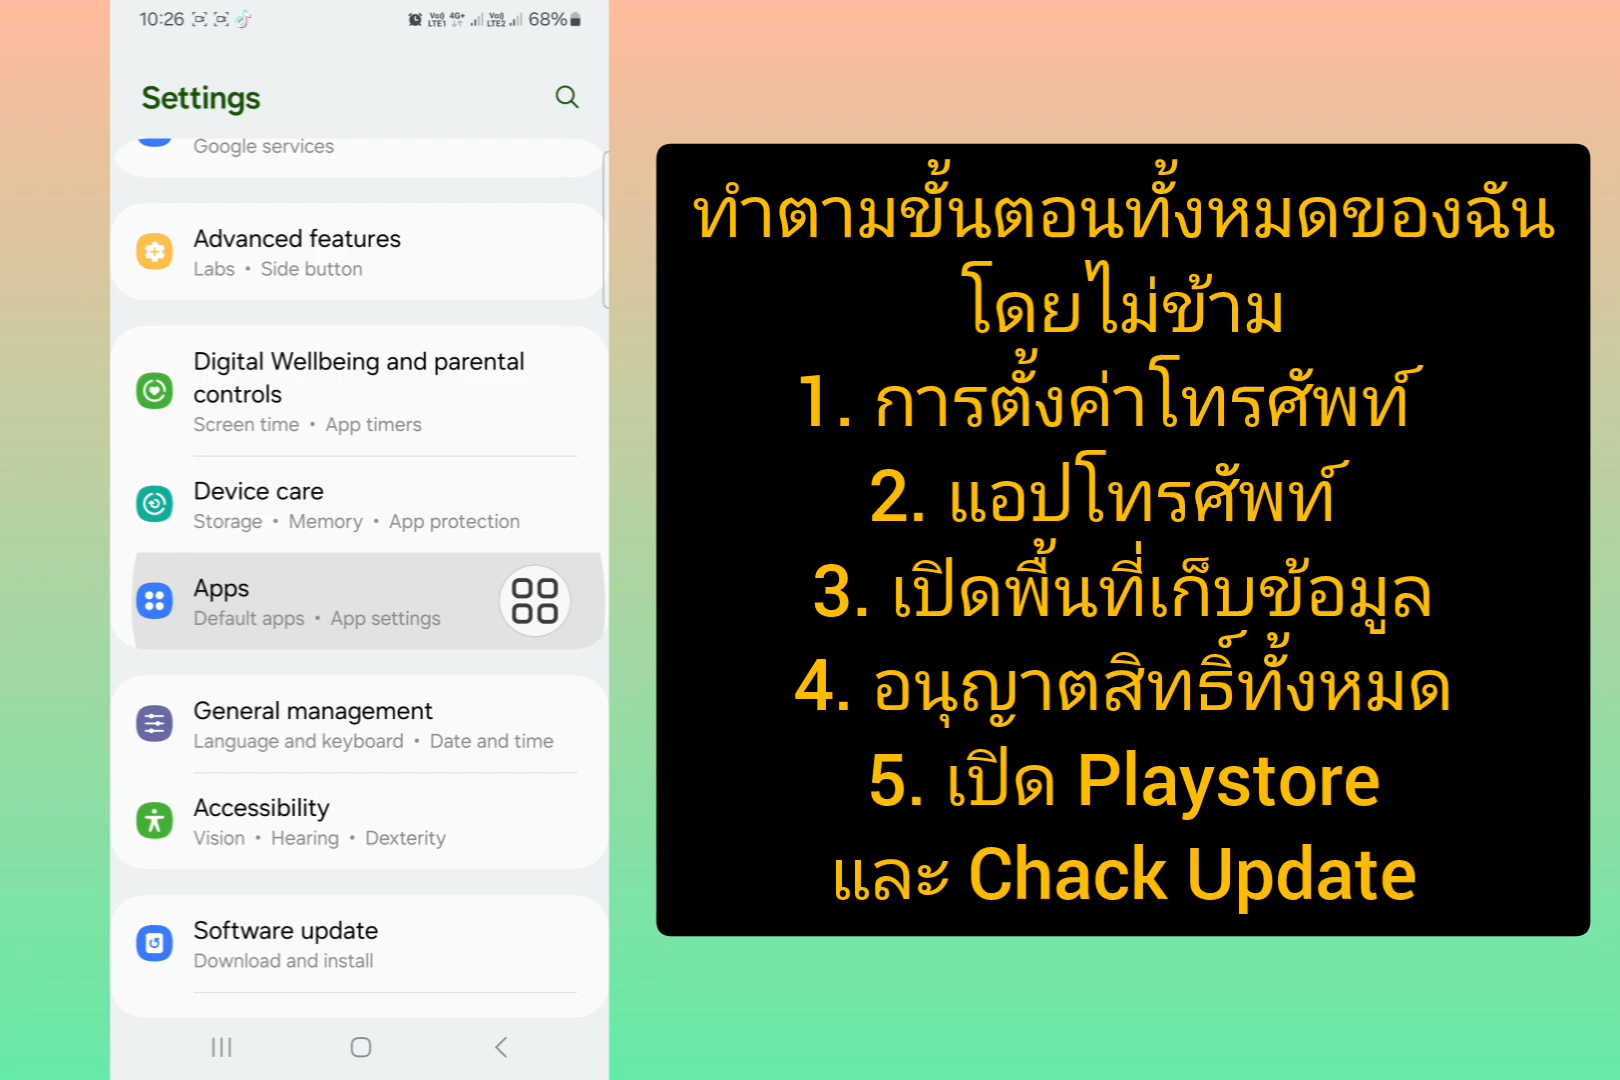 10:26
Vo)) LTE1 4G+ Vo)) LTE2 68%
Settings
Google services
Advanced features
Labs • Side button
Digital Wellbeing and parental
controls
Screen time • App timers
Device care
Storage • Memory • App protection
Apps
Default apps • App settings
General management
Language and keyboard • Date and time
Accessibility
Vision • Hearing • Dexterity
Software update
Download and install
ทำตามขั้นตอนทั้งหมดของฉัน
โดยไม่ข้าม
1. การตั้งค่าโทรศัพท์
2. แอปโทรศัพท์
3. เปิดพื้นที่เก็บข้อมูล
4. อนุญาตสิทธิ์ทั้งหมด
5. เปิด Playstore
และ Chack Update